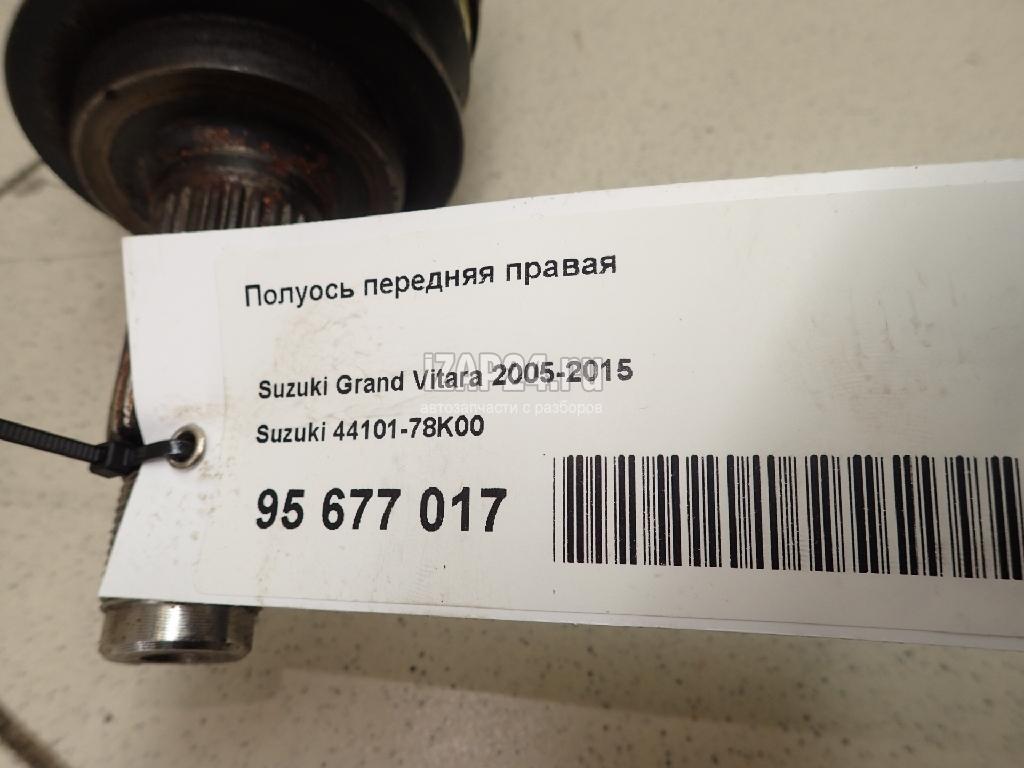 Полуось передняя правая
iZAP24.ru
Suzuki Grand Vitara 2005-2015
автозапчасти с разборов
Suzuki 44101-78K00
95 677 017